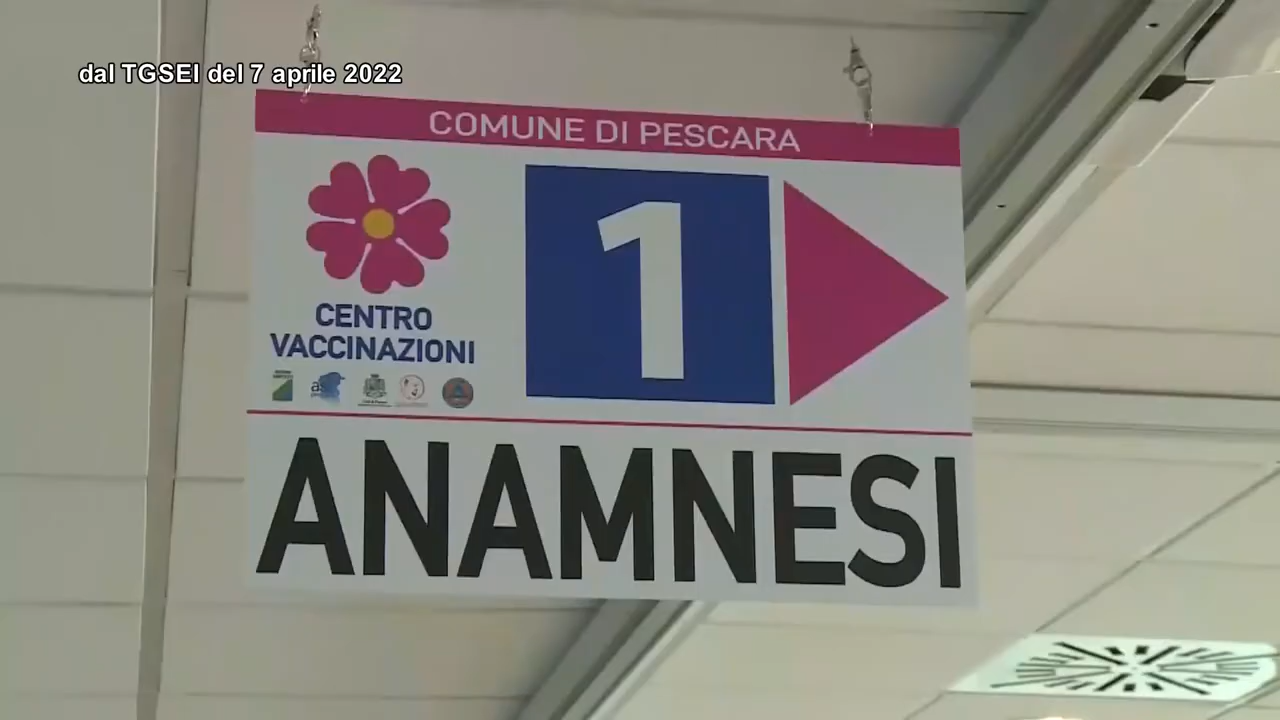 dal TGSEI del 7 aprile 2022
COMUNE DI PESCARA
1
CENTRO
VACCINAZIONI
ANAMNESI